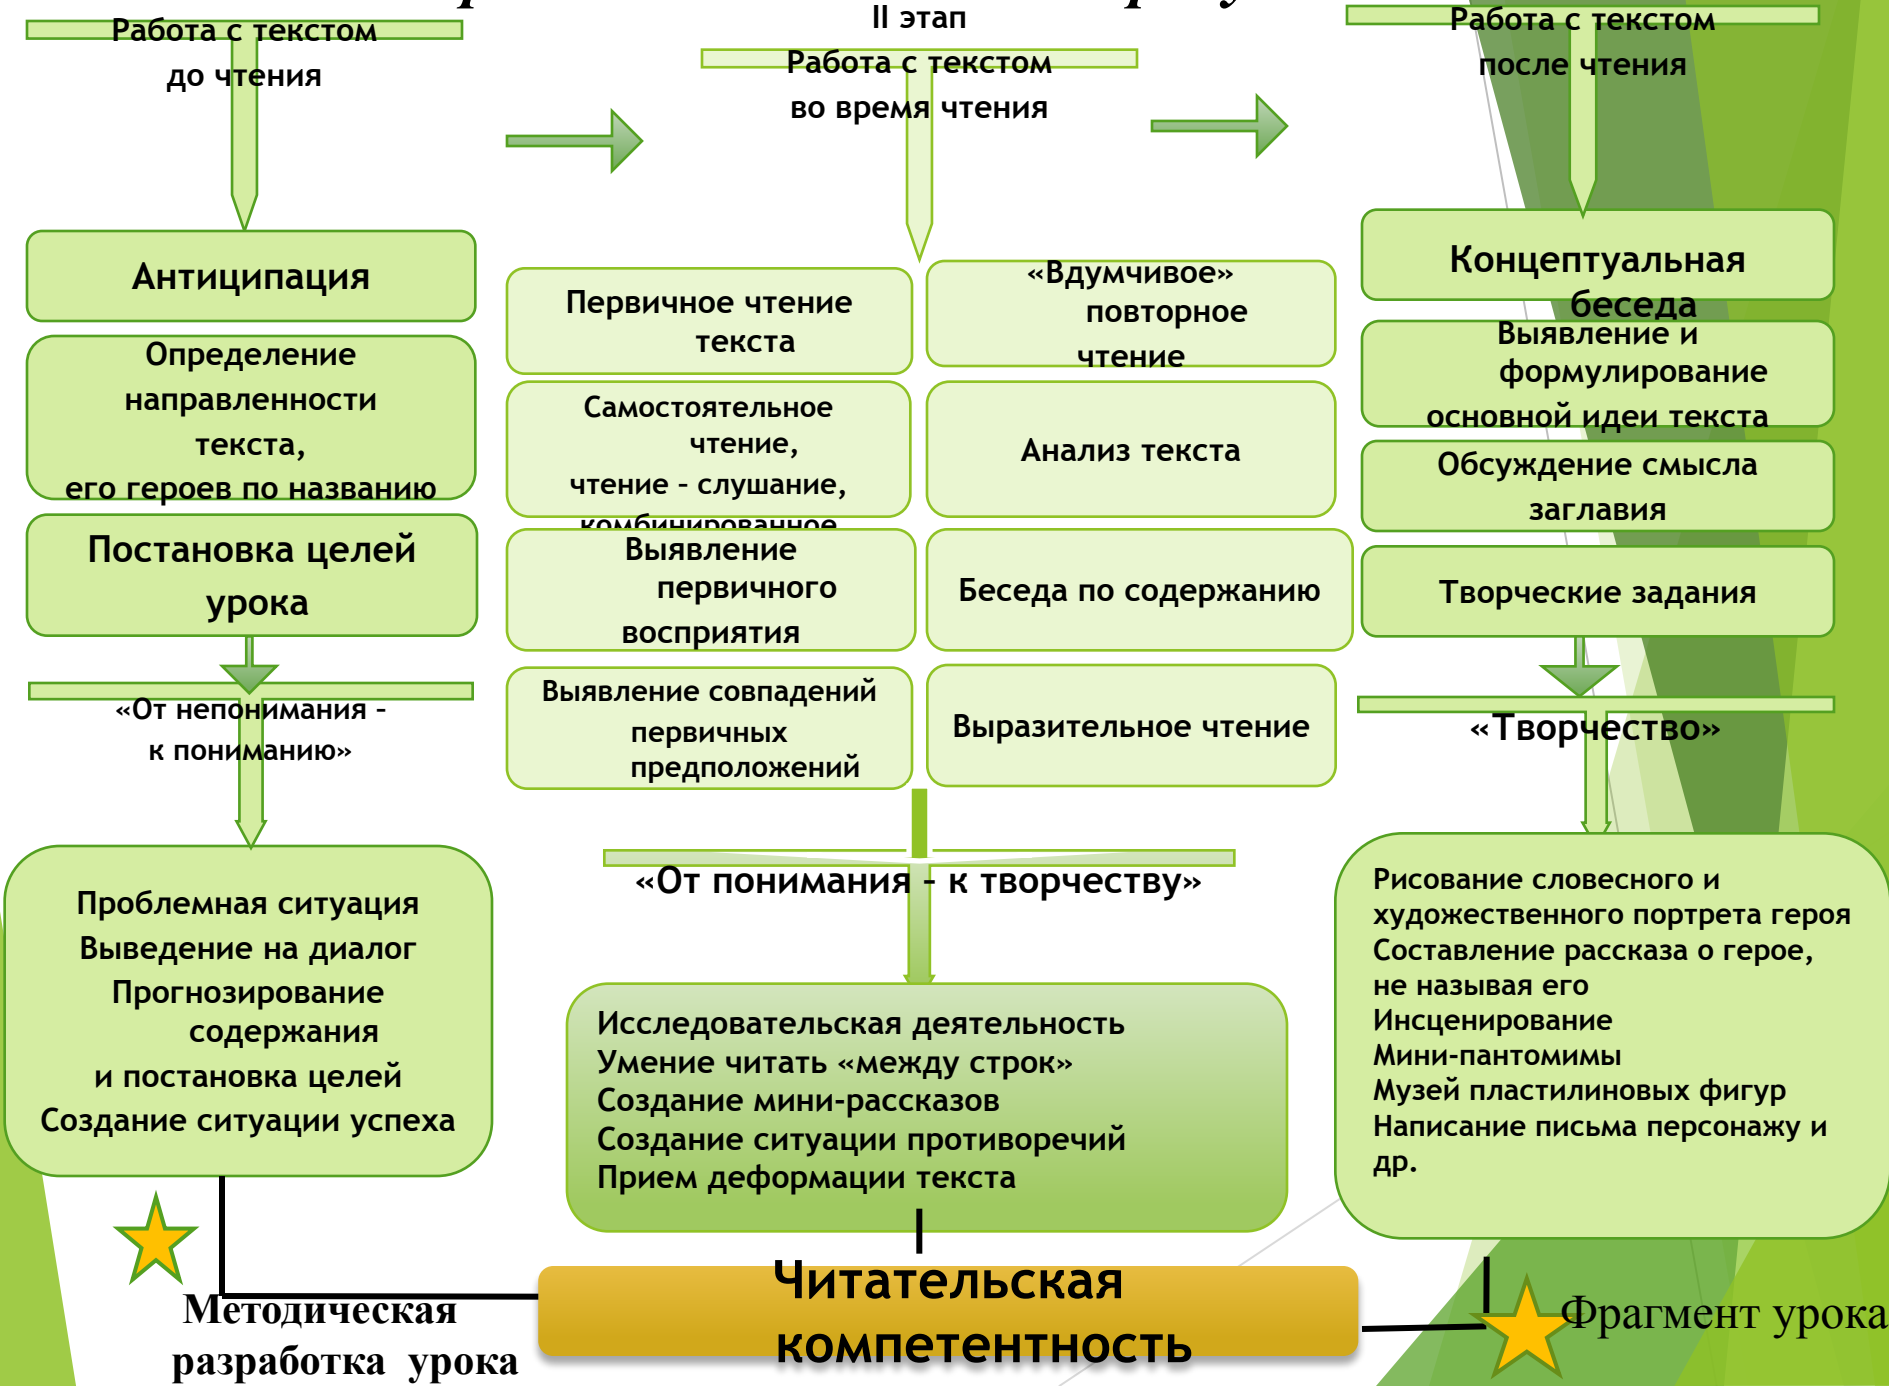 Работа с текстом
до чтения
II этап
Работа с текстом
во время чтения
Работа с текстом
после чтения
Антиципация
Определение
направленности
текста,
его героев по названию
Постановка целей
урока
«От непонимания –
к пониманию»
Проблемная ситуация
Выведение на диалог
Прогнозирование
содержания
и постановка целей
Создание ситуации успеха
Первичное чтение
текста
Самостоятельное
чтение,
чтение – слушание,
комбинированное
Выявление
первичного
восприятия
Выявление совпадений
первичных
предположений
«Вдумчивое»
повторное
чтение
Анализ текста
Беседа по содержанию
Выразительное чтение
«От понимания – к творчеству»
Исследовательская деятельность
Умение читать «между строк»
Создание мини-рассказов
Создание ситуации противоречий
Прием деформации текста
Концептуальная
беседа
Выявление и
формулирование
основной идеи текста
Обсуждение смысла
заглавия
Творческие задания
«Творчество»
Рисование словесного и
художественного портрета героя
Составление рассказа о герое,
не называя его
Инсценирование
Мини-пантомимы
Музей пластилиновых фигур
Написание письма персонажу и
др.
Методическая
разработка урока
Читательская
компетентность
Фрагмент урока